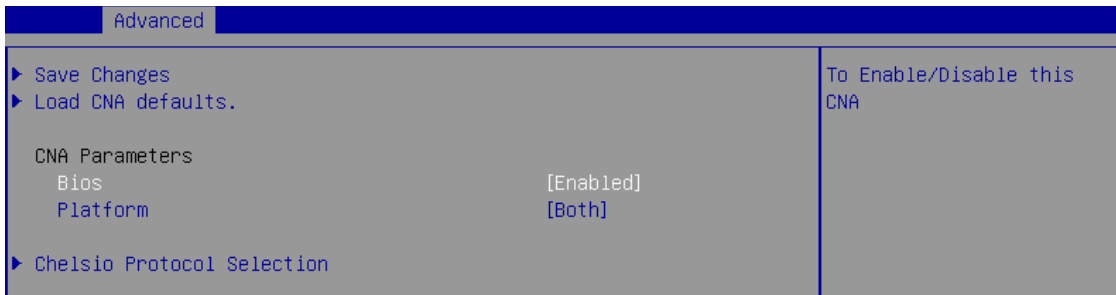 Advanced
Save Changes
To Enable/Disable this
Load CNA defaults.
CNA
CNA Parameters
Bios [Enabled]
Platform [Both]
Chelsio Protocol Selection